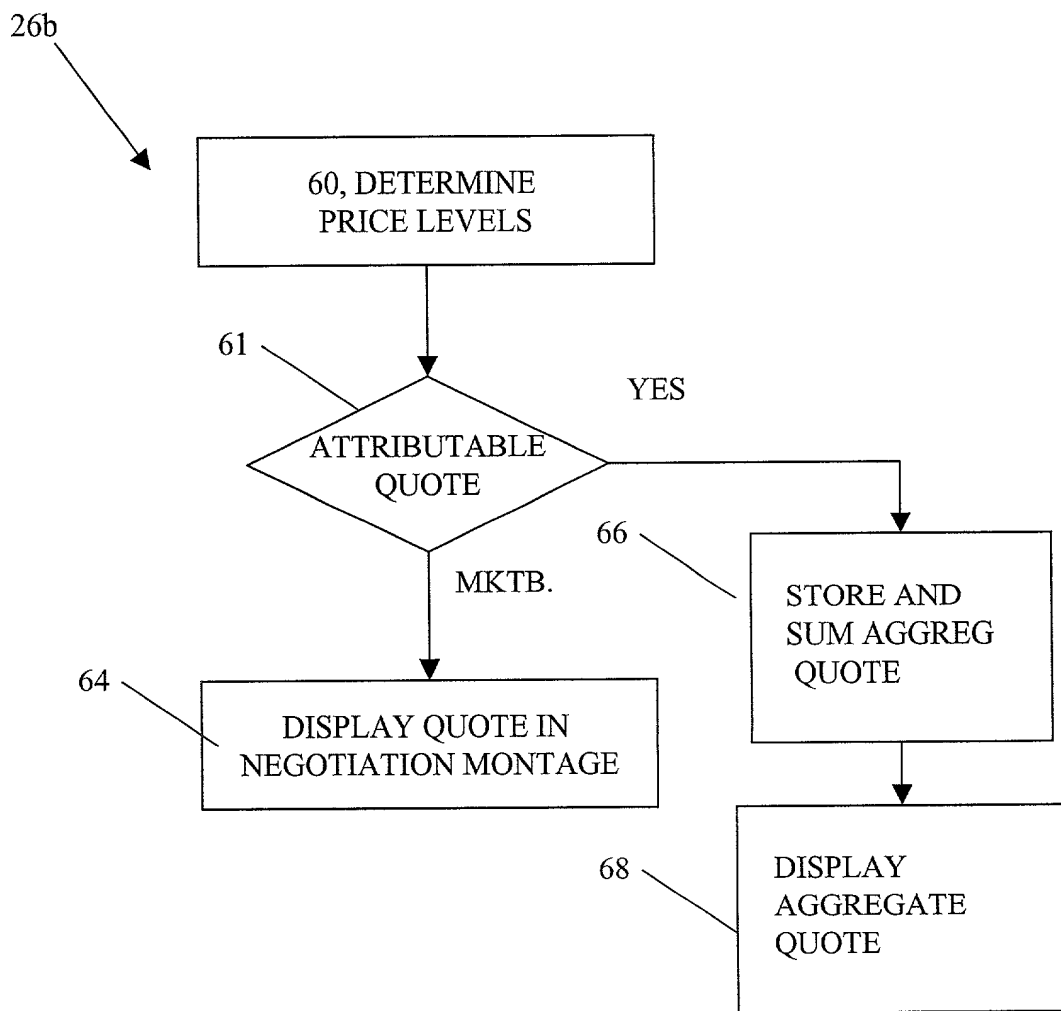 26b
60, DETERMINE
PRICE LEVELS
61
YES
ATTRIBUTABLE
QUOTE
66
MKTB.
STORE AND
SUM AGGREG
QUOTE
64
DISPLAY QUOTE IN
NEGOTIATION MONTAGE
68
DISPLAY
AGGREGATE
QUOTE